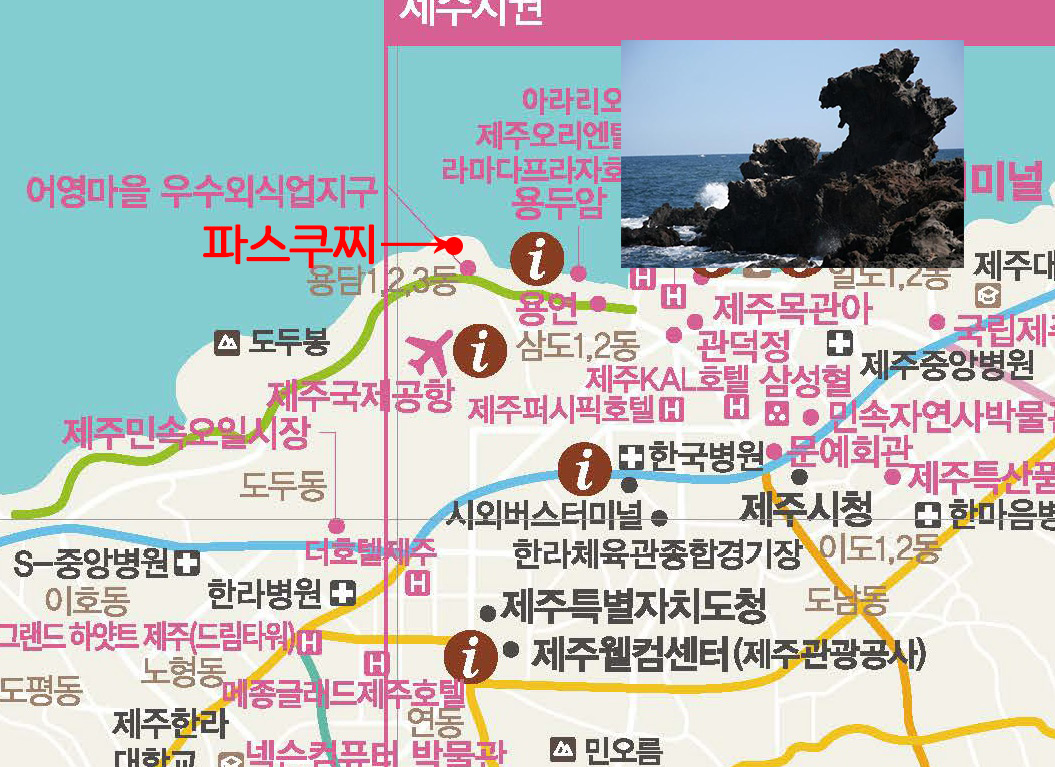 제주시권
아라리오
제주오리엔탈
라마다프라자호
용두암
어영마을 우수외식업지구
미널
파스쿠찌
용담1,2,3동
일도1,2동
제주대
용연
제주목관아
국립제주
도두봉
삼도1,2동
관덕정
제주중앙병원
제주국제공항
제주KAL호텔
삼성혈
제주퍼시픽호텔
민속자연사박물관
제주민속오일시장
한국병원
문예회관
제주특산품
도두동
시외버스터미널
제주시청
한마음병
더호텔제주
한라체육관종합경기장
이도1,2동
S-중앙병원
한라병원
이호동
제주특별자치도청
도남동
그랜드 하얏트 제주(드림타워)
제주웰컴센터(제주관광공사)
노형동
도평동
메종글래드제주호텔
제주한라
대학교
연동
넥슨컴퓨터 박물관
민오름